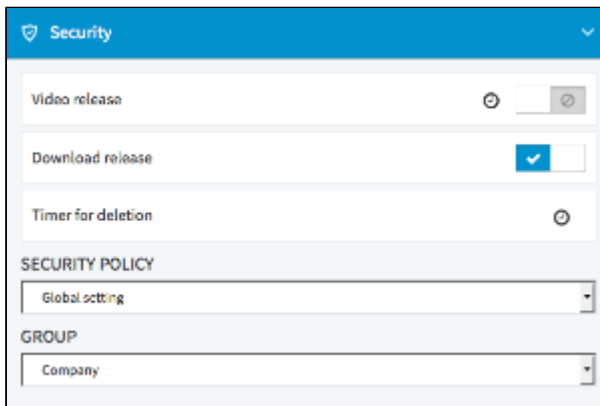 Security
Video release
Download release
Timer for deletion
SECURITY POLICY
Global setting
GROUP
Company